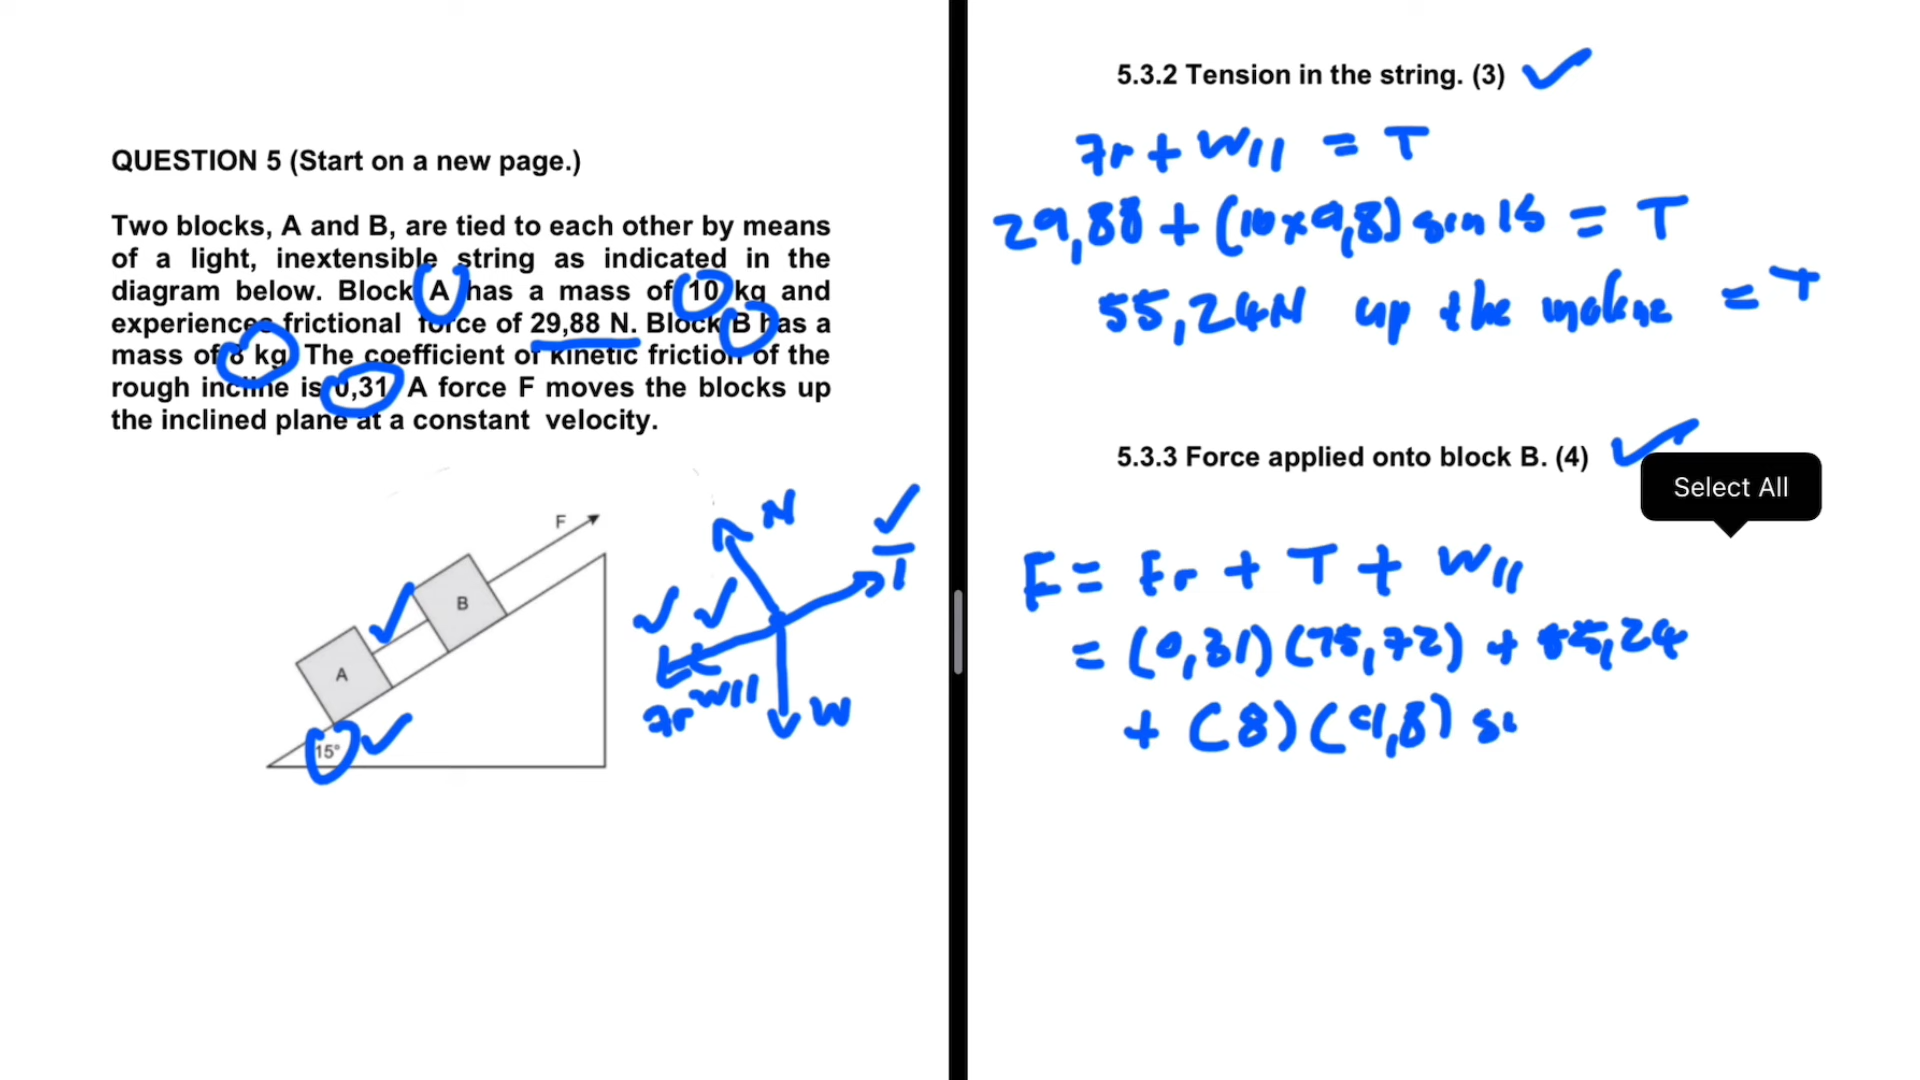 QUESTION 5 (Start on a new page.)
Two blocks, A and B, are tied to each other by means
of a light, inextensible string as indicated in the
diagram below. Block A has a mass of 10 kg and
experiences frictional force of 29,88 N. Block B has a
mass of 8 kg. The coefficient of kinetic friction of the
rough incline is 0,31. A force F moves the blocks up
the inclined plane at a constant velocity.
F
B
A
15°
N
T
W||
fr
W
5.3.2 Tension in the string. (3)
fr + W|| = T
29,88 + (10x9,8) sin 15 = T
55,24N up the incline = T
5.3.3 Force applied onto block B. (4)
Select All
F = Fr + T + W||
= (0,31)(75,72) + 55,24
+ (8)(9,8) si